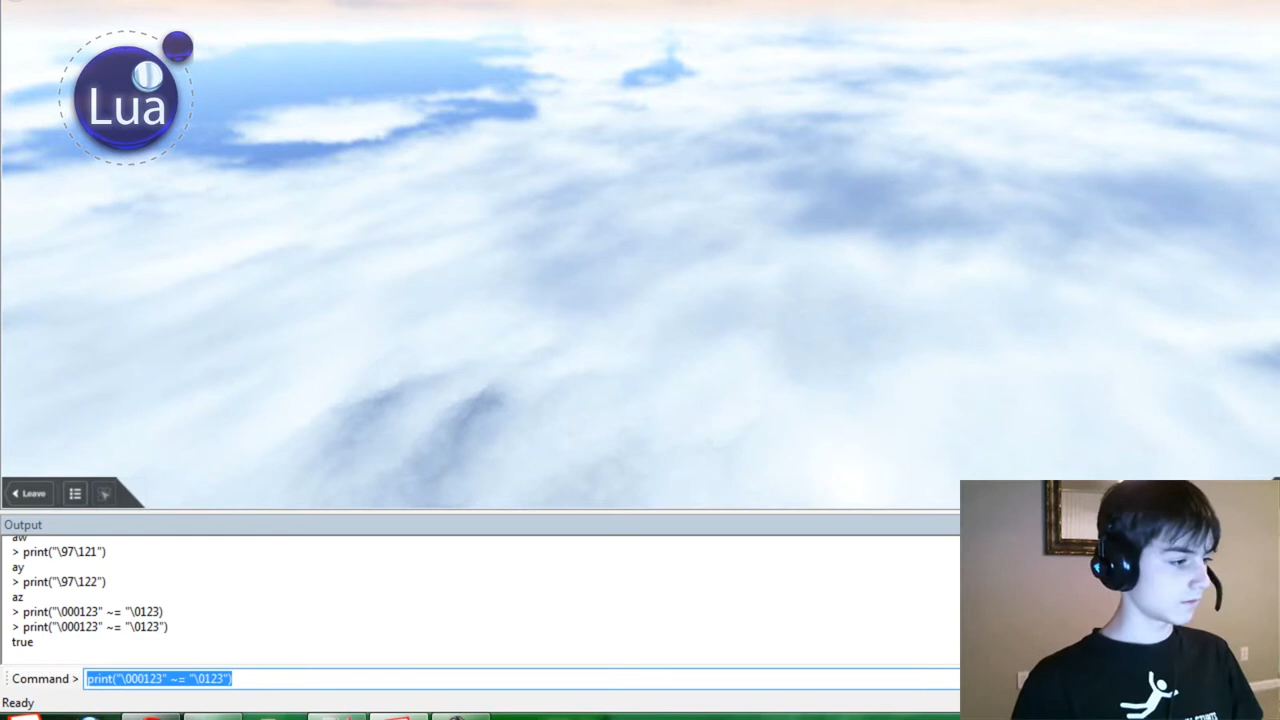 Lua
Leave
Output
aw
> print("\97\121")
ay
> print("\97\122")
az
> print("\000123" ~= "\0123)
> print("\000123" ~= "\0123")
true
Command > print("\000123" ~= "\0123")
Ready